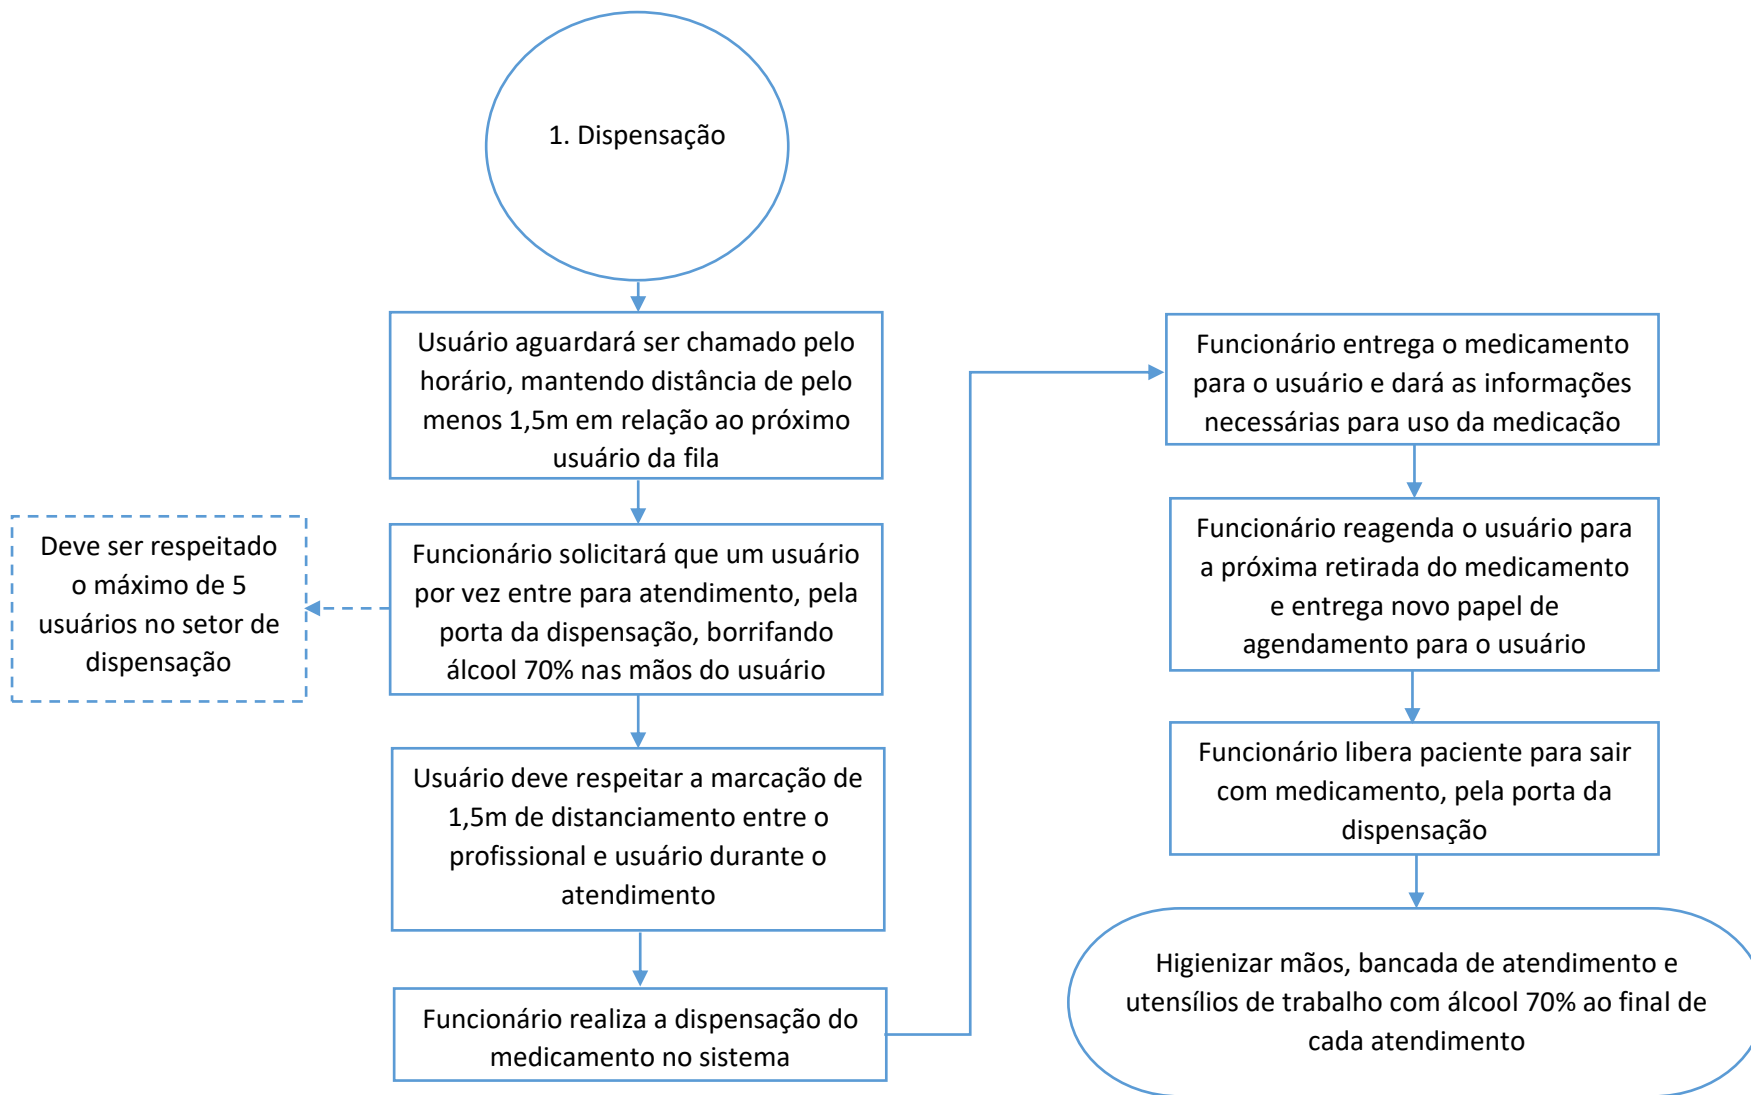 1. Dispensação
Usuário aguardará ser chamado pelo
horário, mantendo distância de pelo
menos 1,5m em relação ao próximo
usuário da fila
Deve ser respeitado
o máximo de 5
usuários no setor de
dispensação
Funcionário solicitará que um usuário
por vez entre para atendimento, pela
porta da dispensação, borrifando
álcool 70% nas mãos do usuário
Usuário deve respeitar a marcação de
1,5m de distanciamento entre o
profissional e usuário durante o
atendimento
Funcionário realiza a dispensação do
medicamento no sistema
Funcionário entrega o medicamento
para o usuário e dará as informações
necessárias para uso da medicação
Funcionário reagenda o usuário para
a próxima retirada do medicamento
e entrega novo papel de
agendamento para o usuário
Funcionário libera paciente para sair
com medicamento, pela porta da
dispensação
Higienizar mãos, bancada de atendimento e
utensílios de trabalho com álcool 70% ao final de
cada atendimento